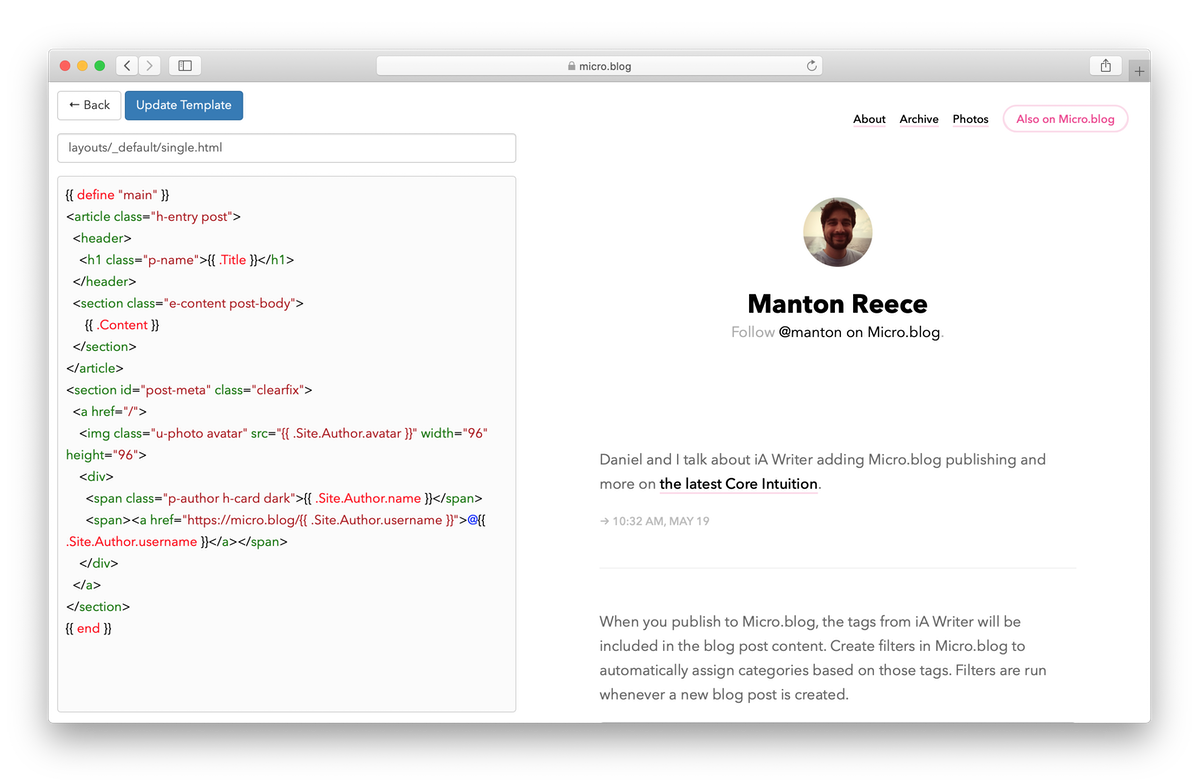 micro.blog
← Back
Update Template
layouts/_default/single.html
{{ define "main" }}
<article class="h-entry post">
<header>
<h1 class="p-name">{{ .Title }}</h1>
</header>
<section class="e-content post-body">
{{ .Content }}
</section>
</article>
<section id="post-meta" class="clearfix">
<a href="/">
<img class="u-photo avatar" src="{{ .Site.Author.avatar }}" width="96"
height="96">
<div>
<span class="p-author h-card dark">{{ .Site.Author.name }}</span>
<span><a href="https://micro.blog/{{ .Site.Author.username }}">@{{
.Site.Author.username }}</a></span>
</div>
</a>
</section>
{{ end }}
About Archive Photos Also on Micro.blog
Manton Reece
Follow @manton on Micro.blog.
Daniel and I talk about iA Writer adding Micro.blog publishing and
more on the latest Core Intuition.
→ 10:32 AM, MAY 19
When you publish to Micro.blog, the tags from iA Writer will be
included in the blog post content. Create filters in Micro.blog to
automatically assign categories based on those tags. Filters are run
whenever a new blog post is created.